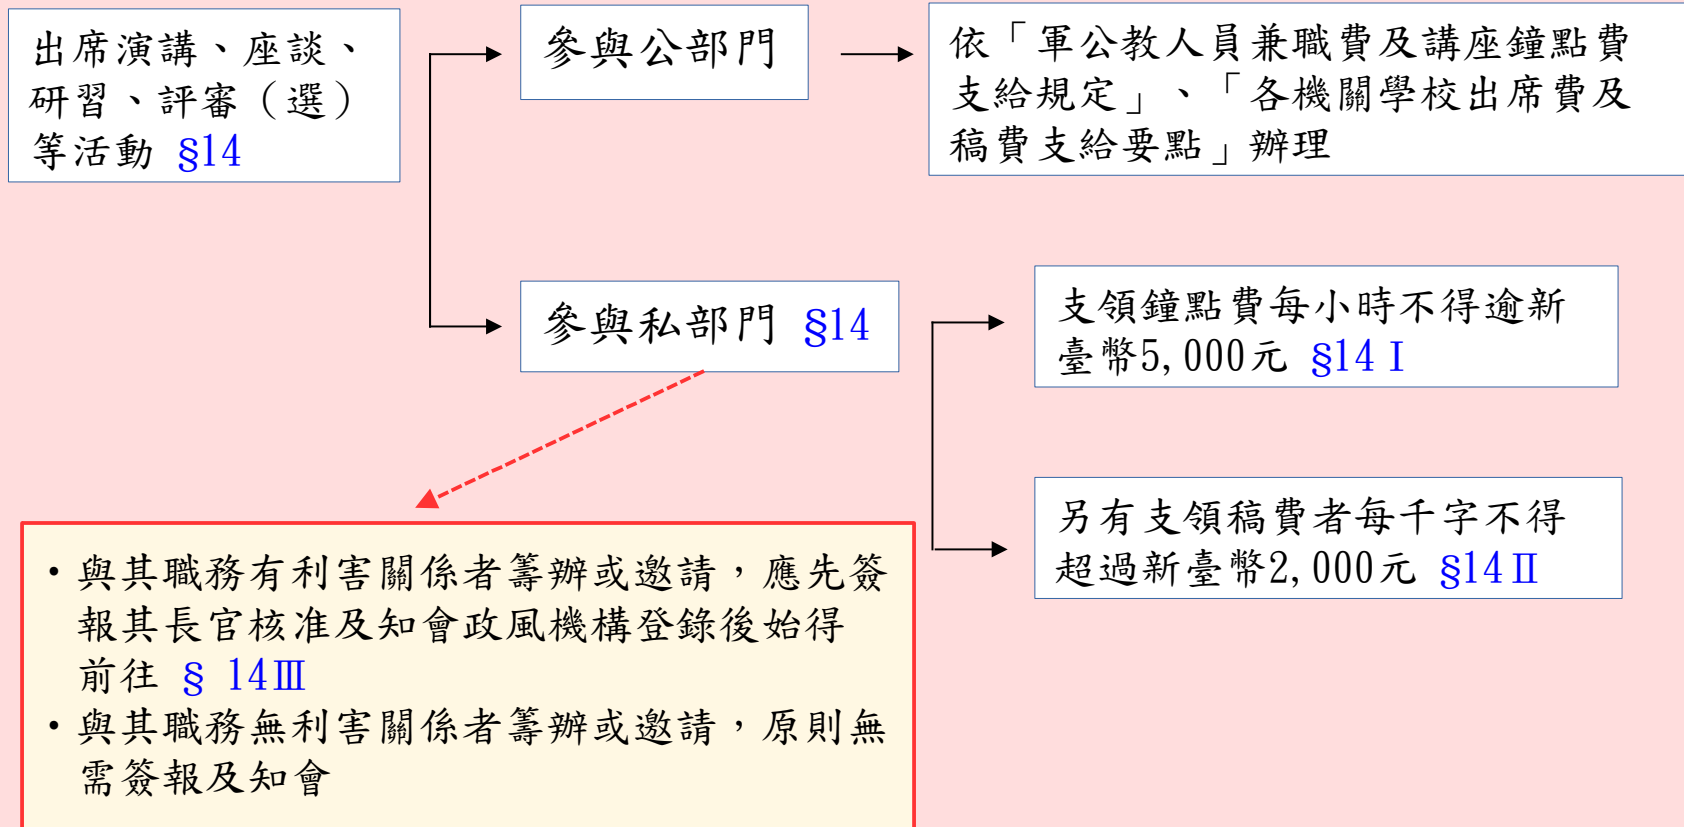 出席演講、座談、
研習、評審（選）
等活動 §14
參與公部門
依「軍公教人員兼職費及講座鐘點費
支給規定」、「各機關學校出席費及
稿費支給要點」辦理
參與私部門 §14
支領鐘點費每小時不得逾新
臺幣5,000元 §14Ⅰ
另有支領稿費者每千字不得
超過新臺幣2,000元 §14Ⅱ
・與其職務有利害關係者籌辦或邀請，應先簽
報其長官核准及知會政風機構登錄後始得
前往 § 14Ⅲ
・與其職務無利害關係者籌辦或邀請，原則無
需簽報及知會